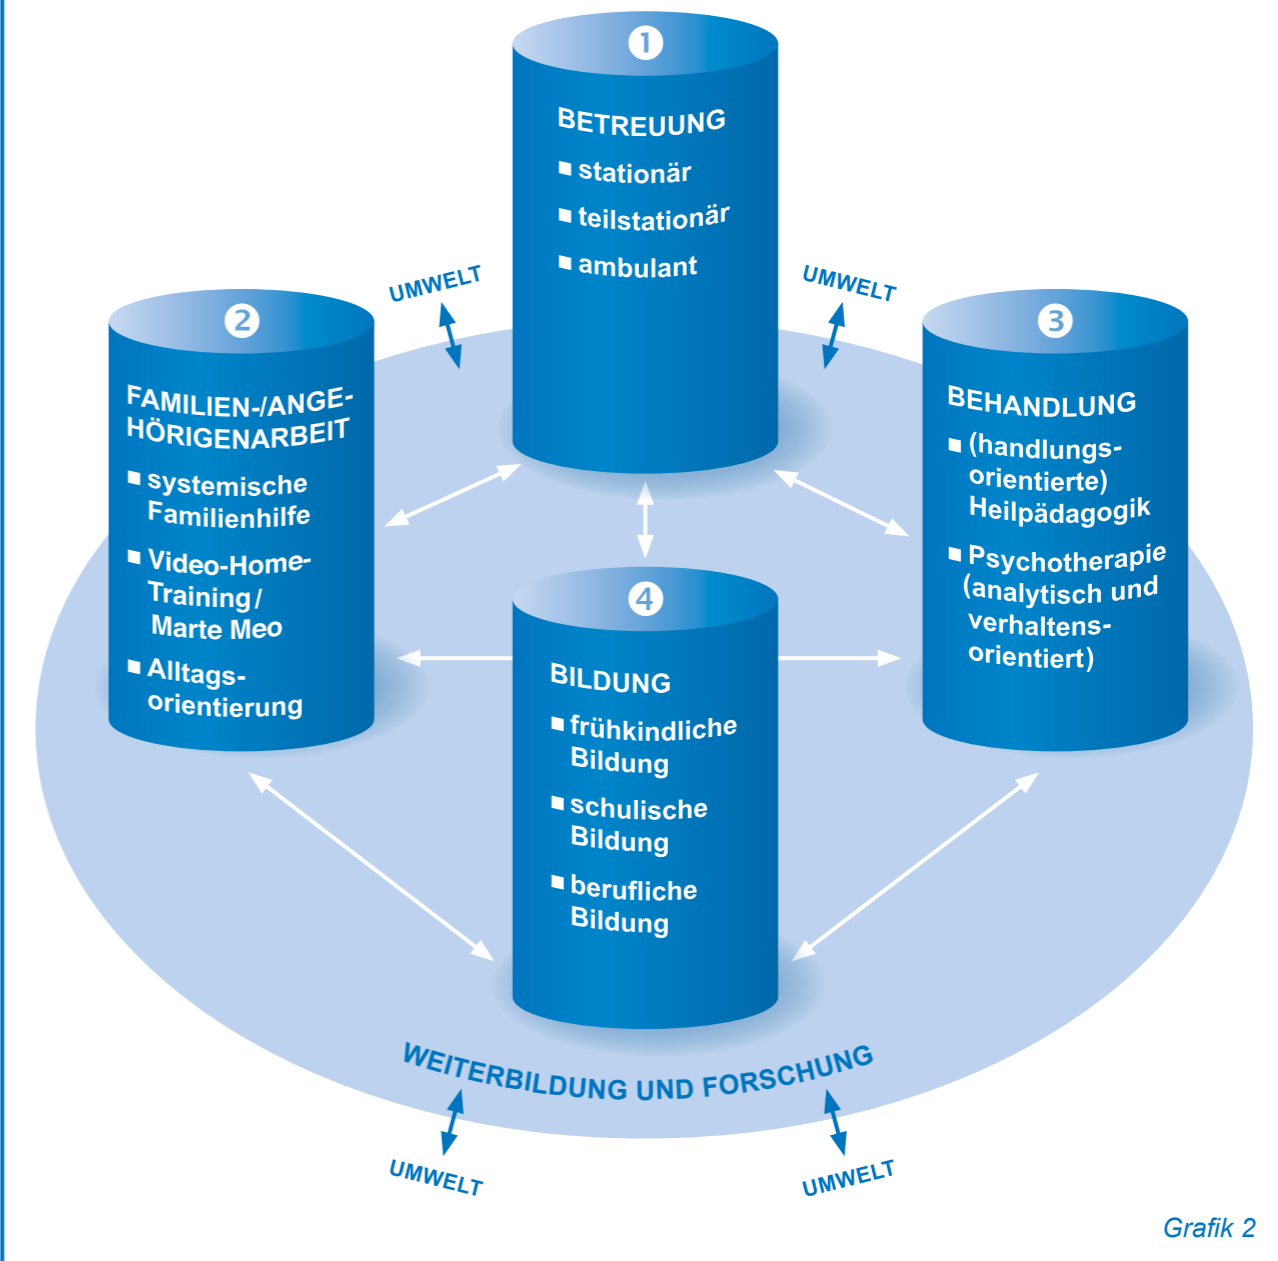 1
BETREUUNG
■ stationär
■ teilstationär
■ ambulant
UMWELT
UMWELT
2
FAMILIEN-/ANGE-
HÖRIGENARBEIT
■ systemische
Familienhilfe
■ Video-Home-
Training/
Marte Meo
■ Alltags-
orientierung
3
BEHANDLUNG
■ (handlungs-
orientierte)
Heilpädagogik
■ Psychotherapie
(analytisch und
verhaltens-
orientiert)
4
BILDUNG
■ frühkindliche
Bildung
■ schulische
Bildung
■ berufliche
Bildung
WEITERBILDUNG UND FORSCHUNG
UMWELT
UMWELT
Grafik 2